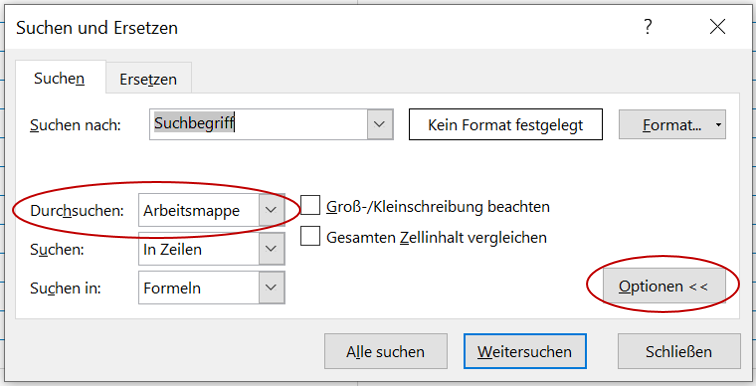 Suchen und Ersetzen ?
Suchen Ersetzen
Suchen nach: Suchbegriff Kein Format festgelegt Format...
Durchsuchen: Arbeitsmappe Groß-/Kleinschreibung beachten
Suchen: In Zeilen Gesamten Zellinhalt vergleichen
Suchen in: Formeln Optionen <<
Alle suchen Weitersuchen Schließen